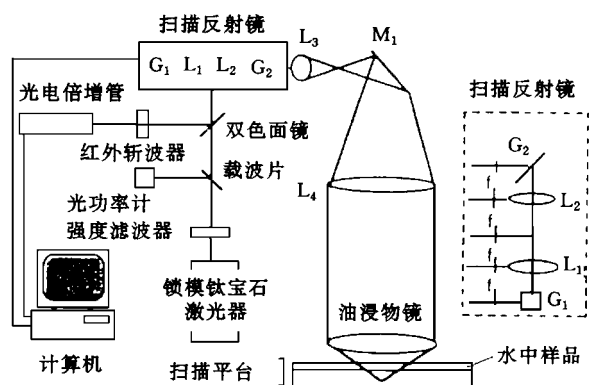 扫描反射镜
G1 L1 L2 G2
L3
M1
光电倍增管
双色面镜
红外斩波器
载波片
光功率计
强度滤波器
L4
锁模钛宝石
激光器
油浸物镜
计算机
扫描平台
水中样品
扫描反射镜
G2
f
f
L2
f
f
L1
G1